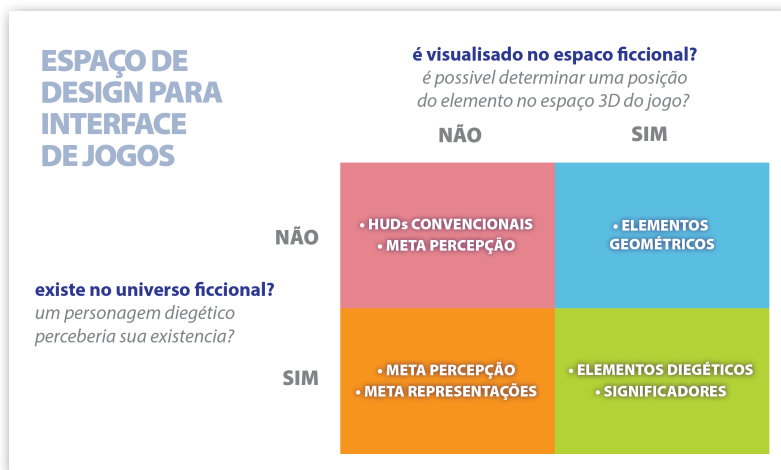 ESPAÇO DE
DESIGN PARA
INTERFACE
DE JOGOS
é visualisado no espaco ficcional?
é possivel determinar uma posição
do elemento no espaço 3D do jogo?
NÃO
SIM
NÃO
• HUDs CONVENCIONAIS
• META PERCEPÇÃO
• ELEMENTOS
GEOMÉTRICOS
existe no universo ficcional?
um personagem diegético
perceberia sua existencia?
SIM
• META PERCEPÇÃO
• META REPRESENTAÇÕES
• ELEMENTOS DIEGÉTICOS
• SIGNIFICADORES